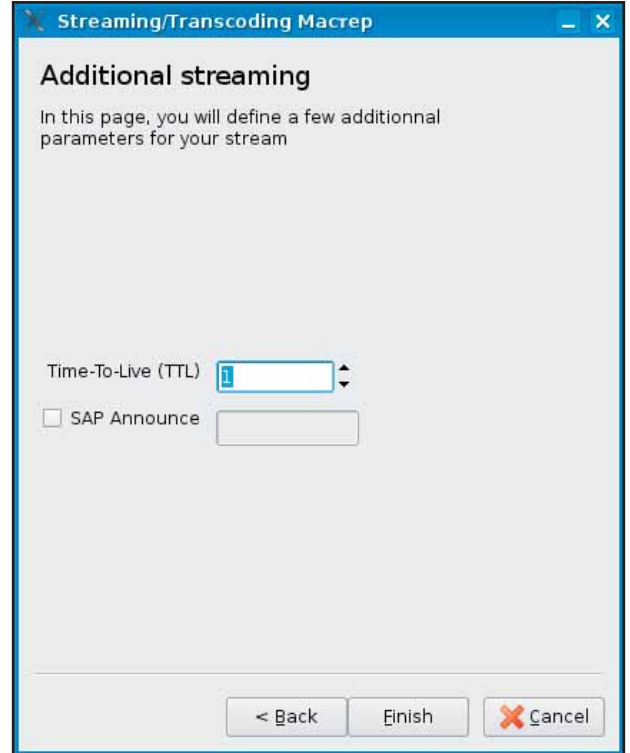 Streaming/Transcoding Мастер
Additional streaming
In this page, you will define a few additionnal
parameters for your stream
Time-To-Live (TTL) 1
SAP Announce
< Back Finish Cancel